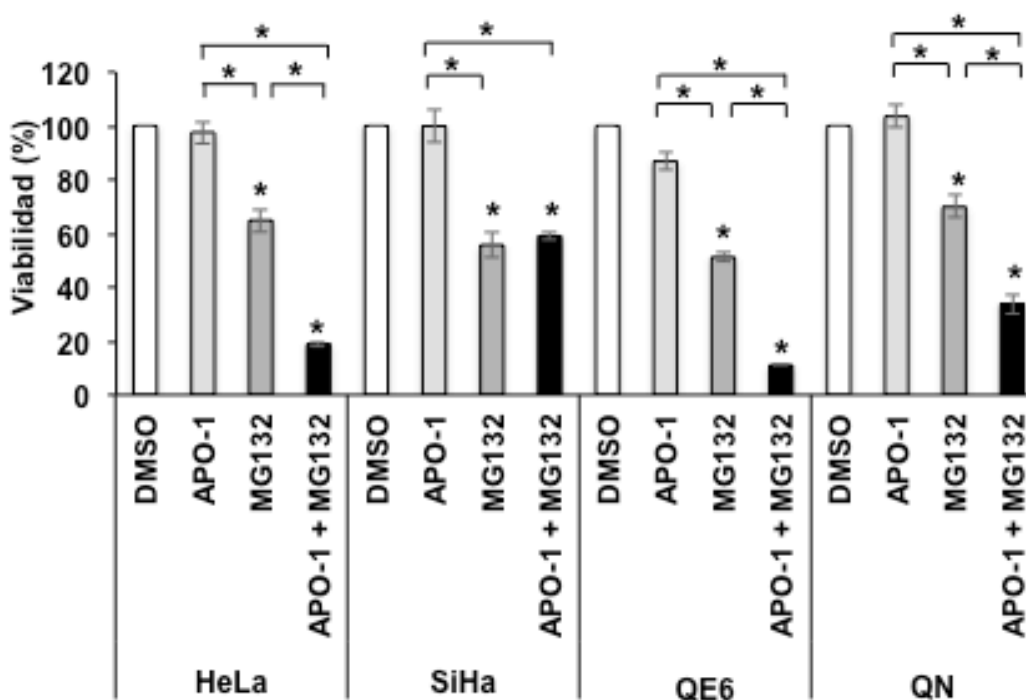 * * * *
* * * * * * *
120
100
80
60
40
20
0
Viabilidad (%)
* * * * * * * *
DMSO
APO-1
MG132
APO-1 + MG132
DMSO
APO-1
MG132
APO-1 + MG132
DMSO
APO-1
MG132
APO-1 + MG132
DMSO
APO-1
MG132
APO-1 + MG132
HeLa
SiHa
QE6
QN